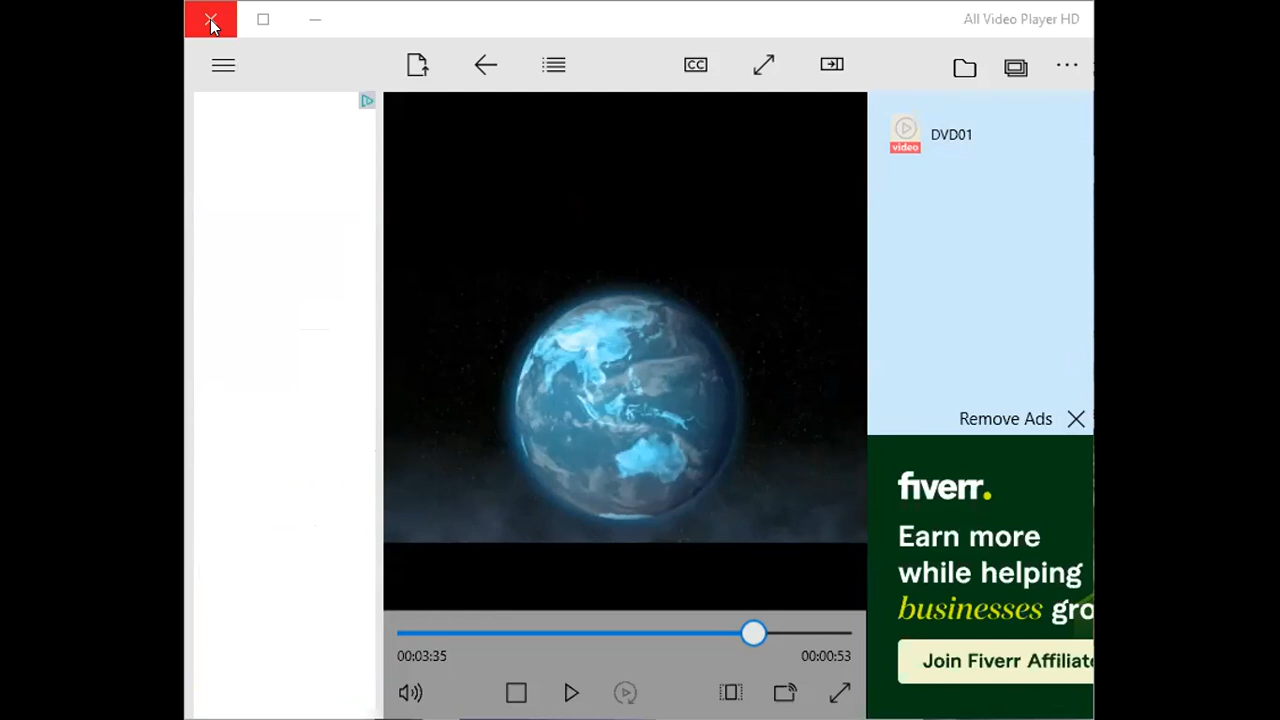 All Video Player HD
CC
DVD01
video
Remove Ads
fiverr.
Earn more
while helping
businesses gro
Join Fiverr Affiliate
00:03:35
00:00:53